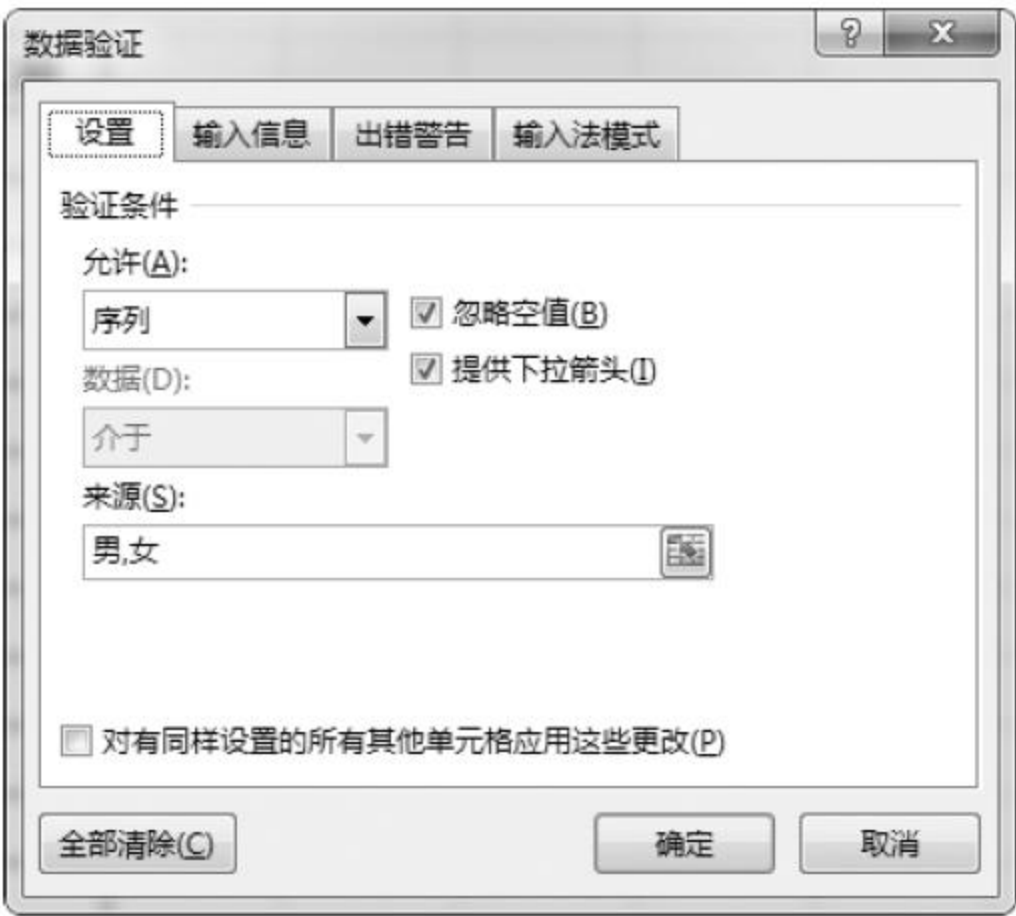 数据验证
设置 输入信息 出错警告 输入法模式
验证条件
允许(A):
序列
忽略空值(B)
数据(D):
提供下拉箭头(I)
介于
来源(S):
男,女
对有同样设置的所有其他单元格应用这些更改(P)
全部清除(C) 确定 取消